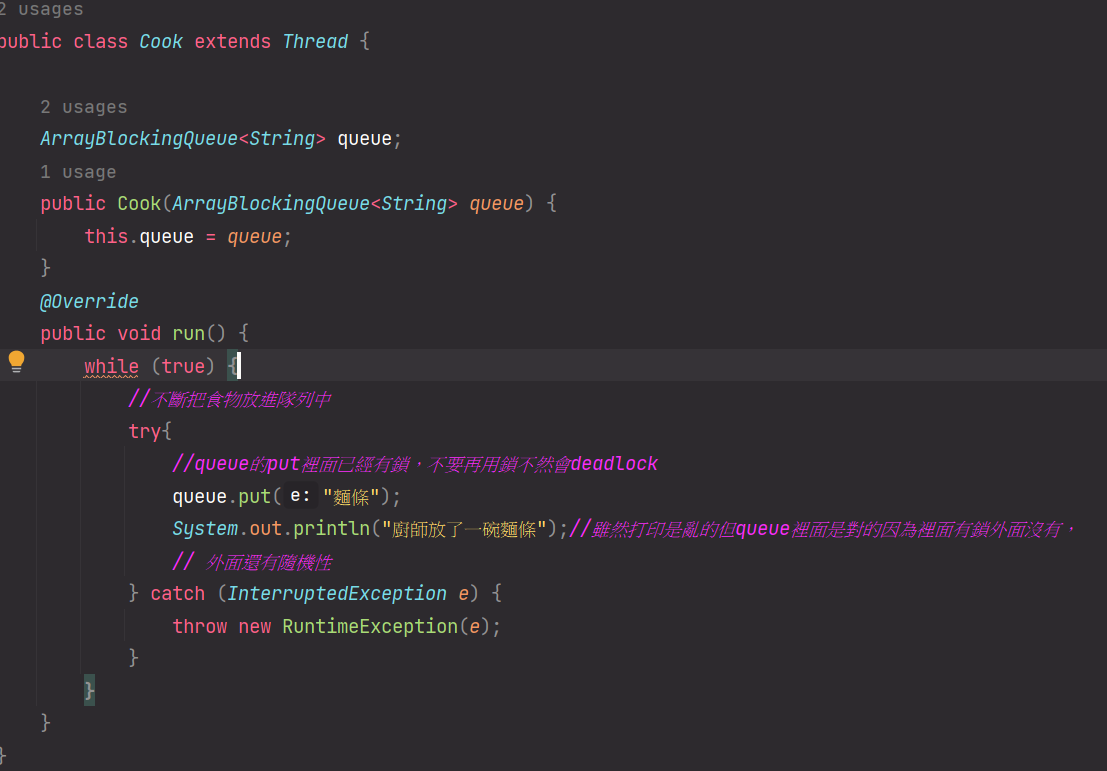 2 usages
public class Cook extends Thread {
2 usages
ArrayBlockingQueue<String> queue;
1 usage
public Cook(ArrayBlockingQueue<String> queue) {
this.queue = queue;
}
@Override
public void run() {
while (true) {
//不斷把食物放進隊列中
try{
//queue的put裡面已經有鎖，不要再用鎖不然會deadlock
queue.put( e: "麵條");
System.out.println("廚師放了一碗麵條");//雖然打印是亂的但queue裡面是對的因為裡面有鎖外面沒有，
// 外面還有隨機性
} catch (InterruptedException e) {
throw new RuntimeException(e);
}
}
}
}